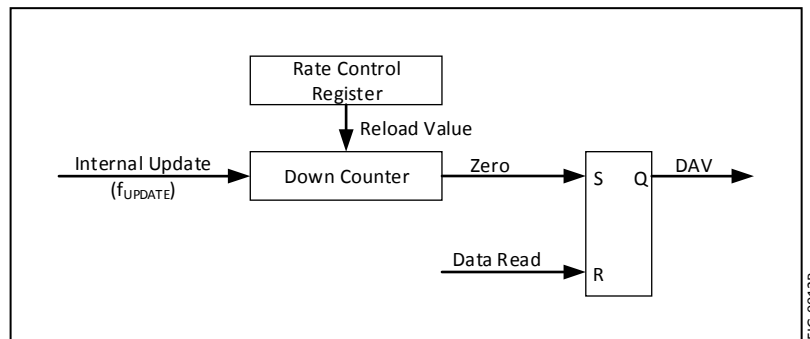 Rate Control
Register
Reload Value
Internal Update
(fUPDATE)
Down Counter
Zero
S
Q
DAV
Data Read
R